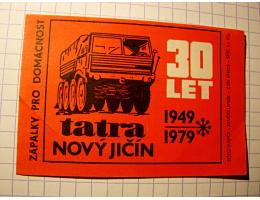 ZÁPALKY PRO DOMÁCNOST
30
LET
tatra
NOVÝ JIČÍN
1949
1979